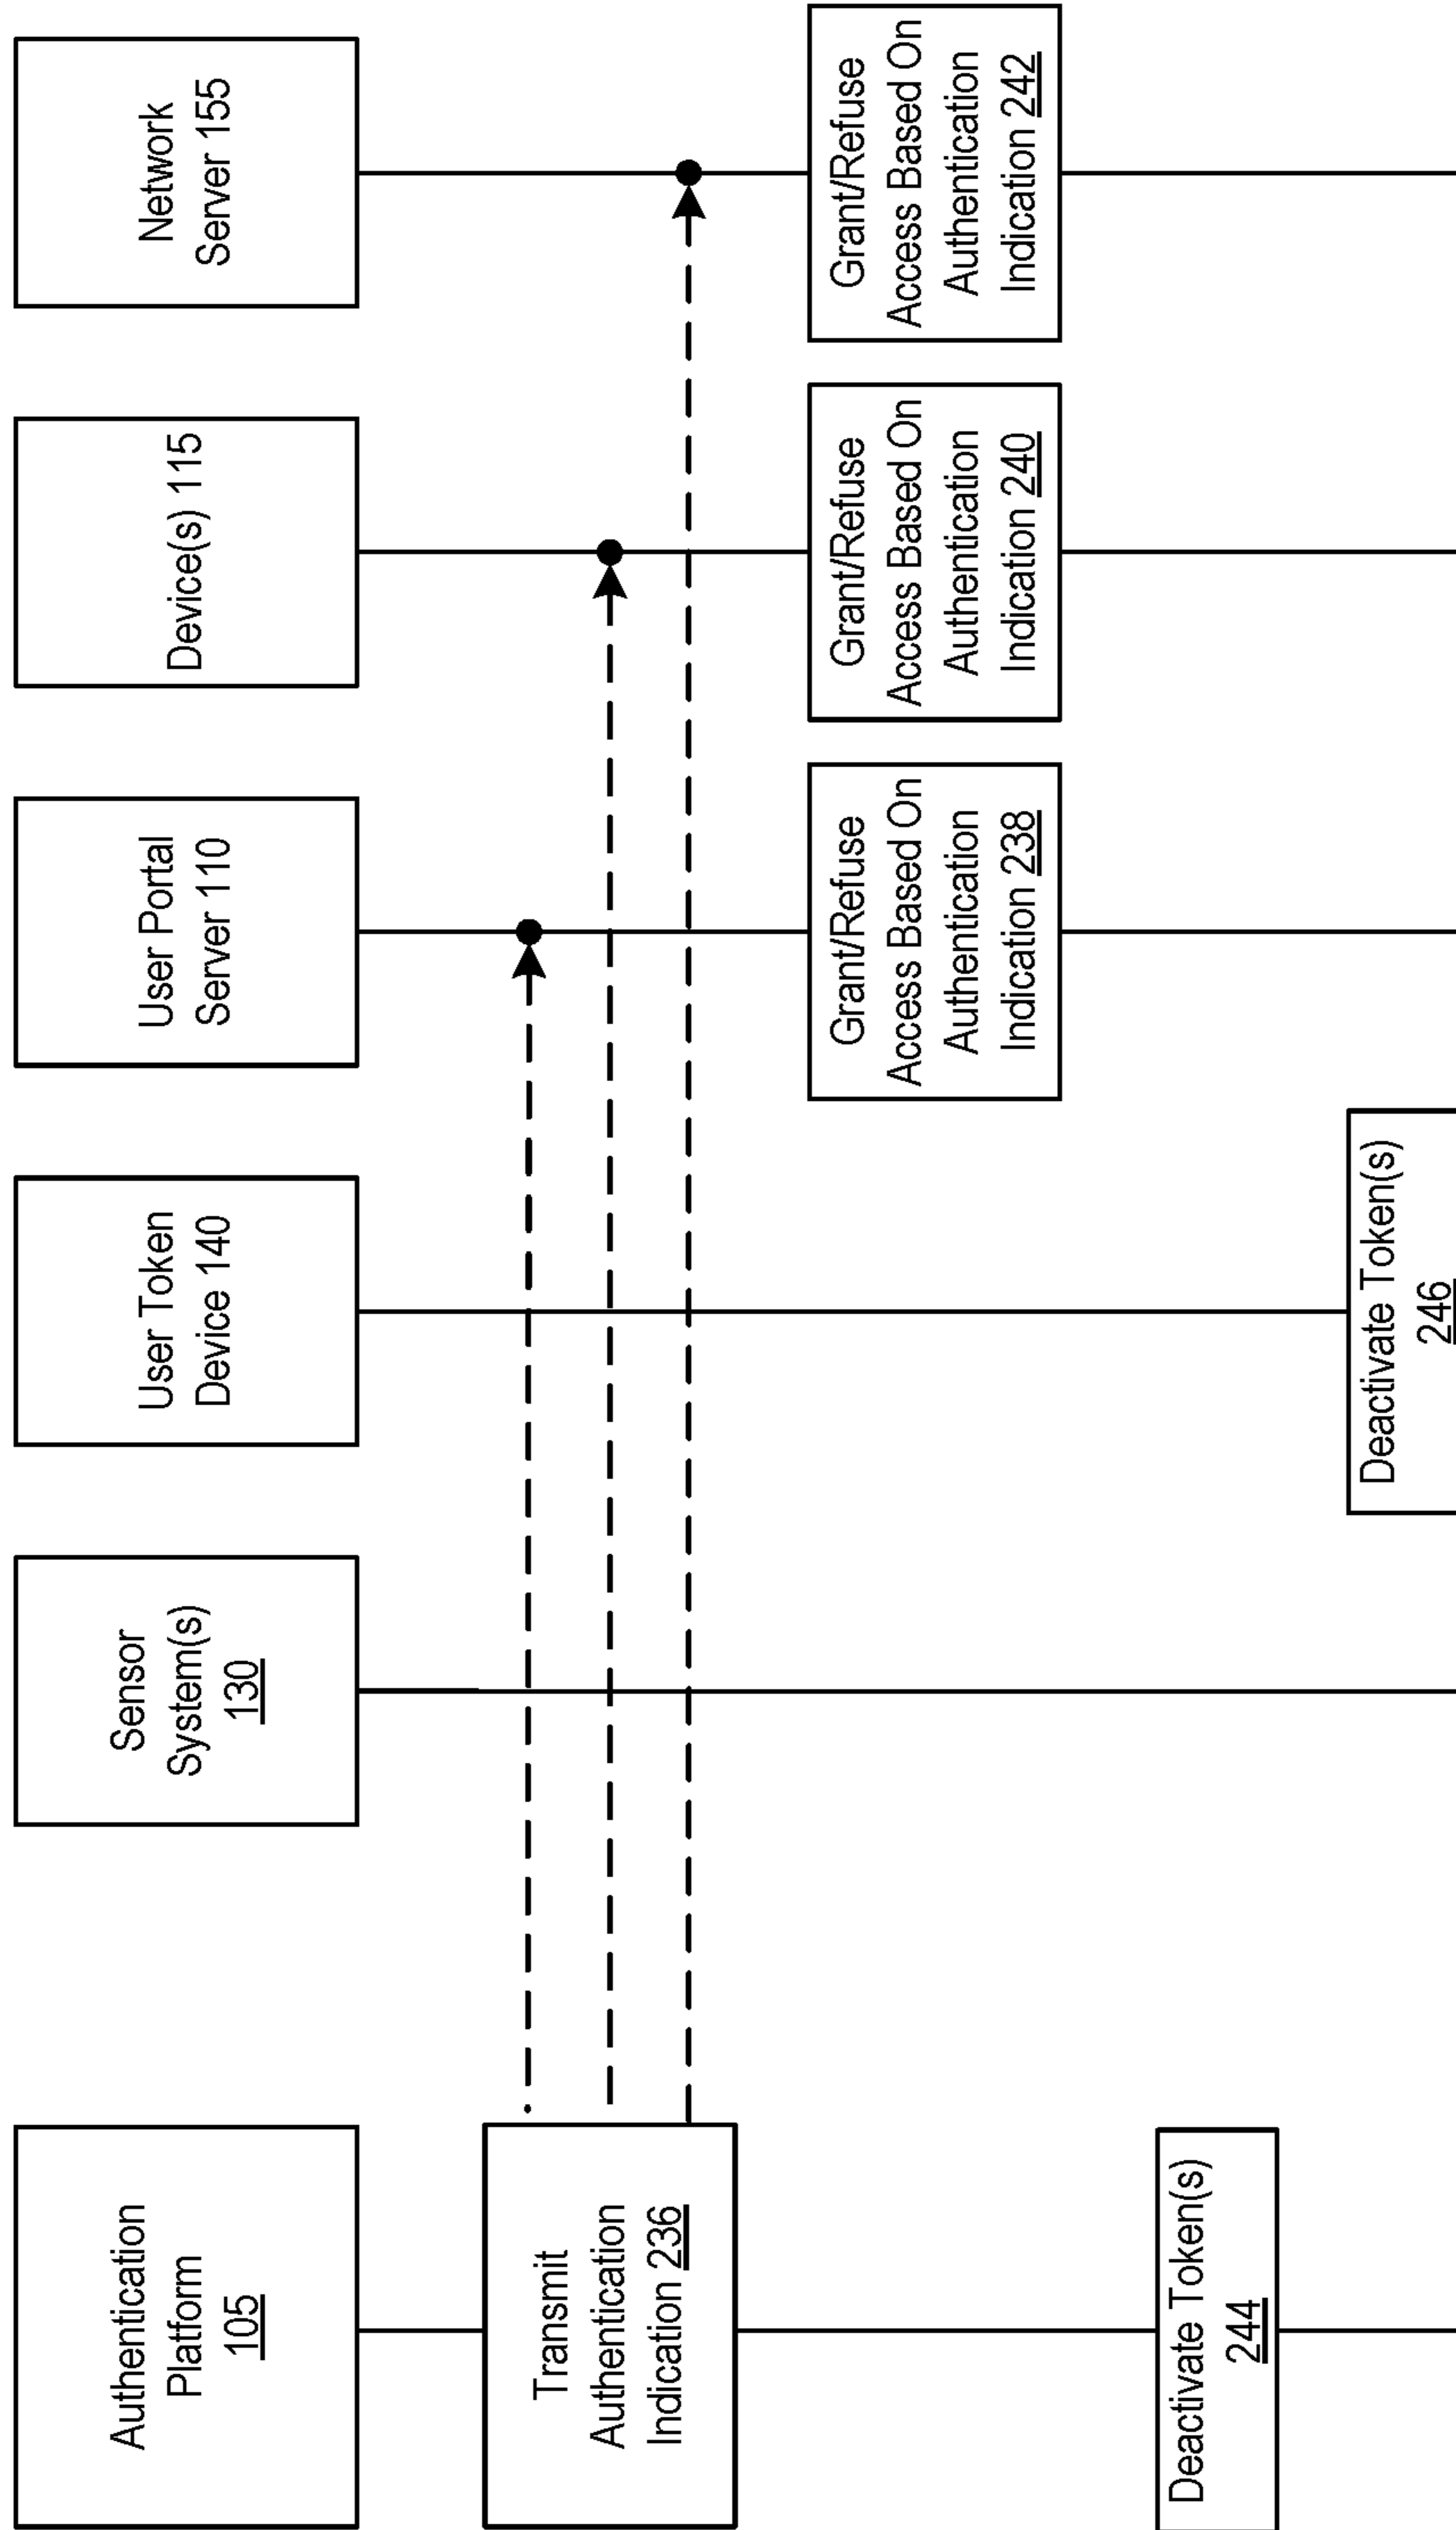 Authentication
Platform
105
Sensor
System(s)
130
User Token
Device 140
User Portal
Server 110
Device(s) 115
Network
Server 155
Transmit
Authentication
Indication 236
Grant/Refuse
Access Based On
Authentication
Indication 238
Grant/Refuse
Access Based On
Authentication
Indication 240
Grant/Refuse
Access Based On
Authentication
Indication 242
Deactivate Token(s)
244
Deactivate Token(s)
246